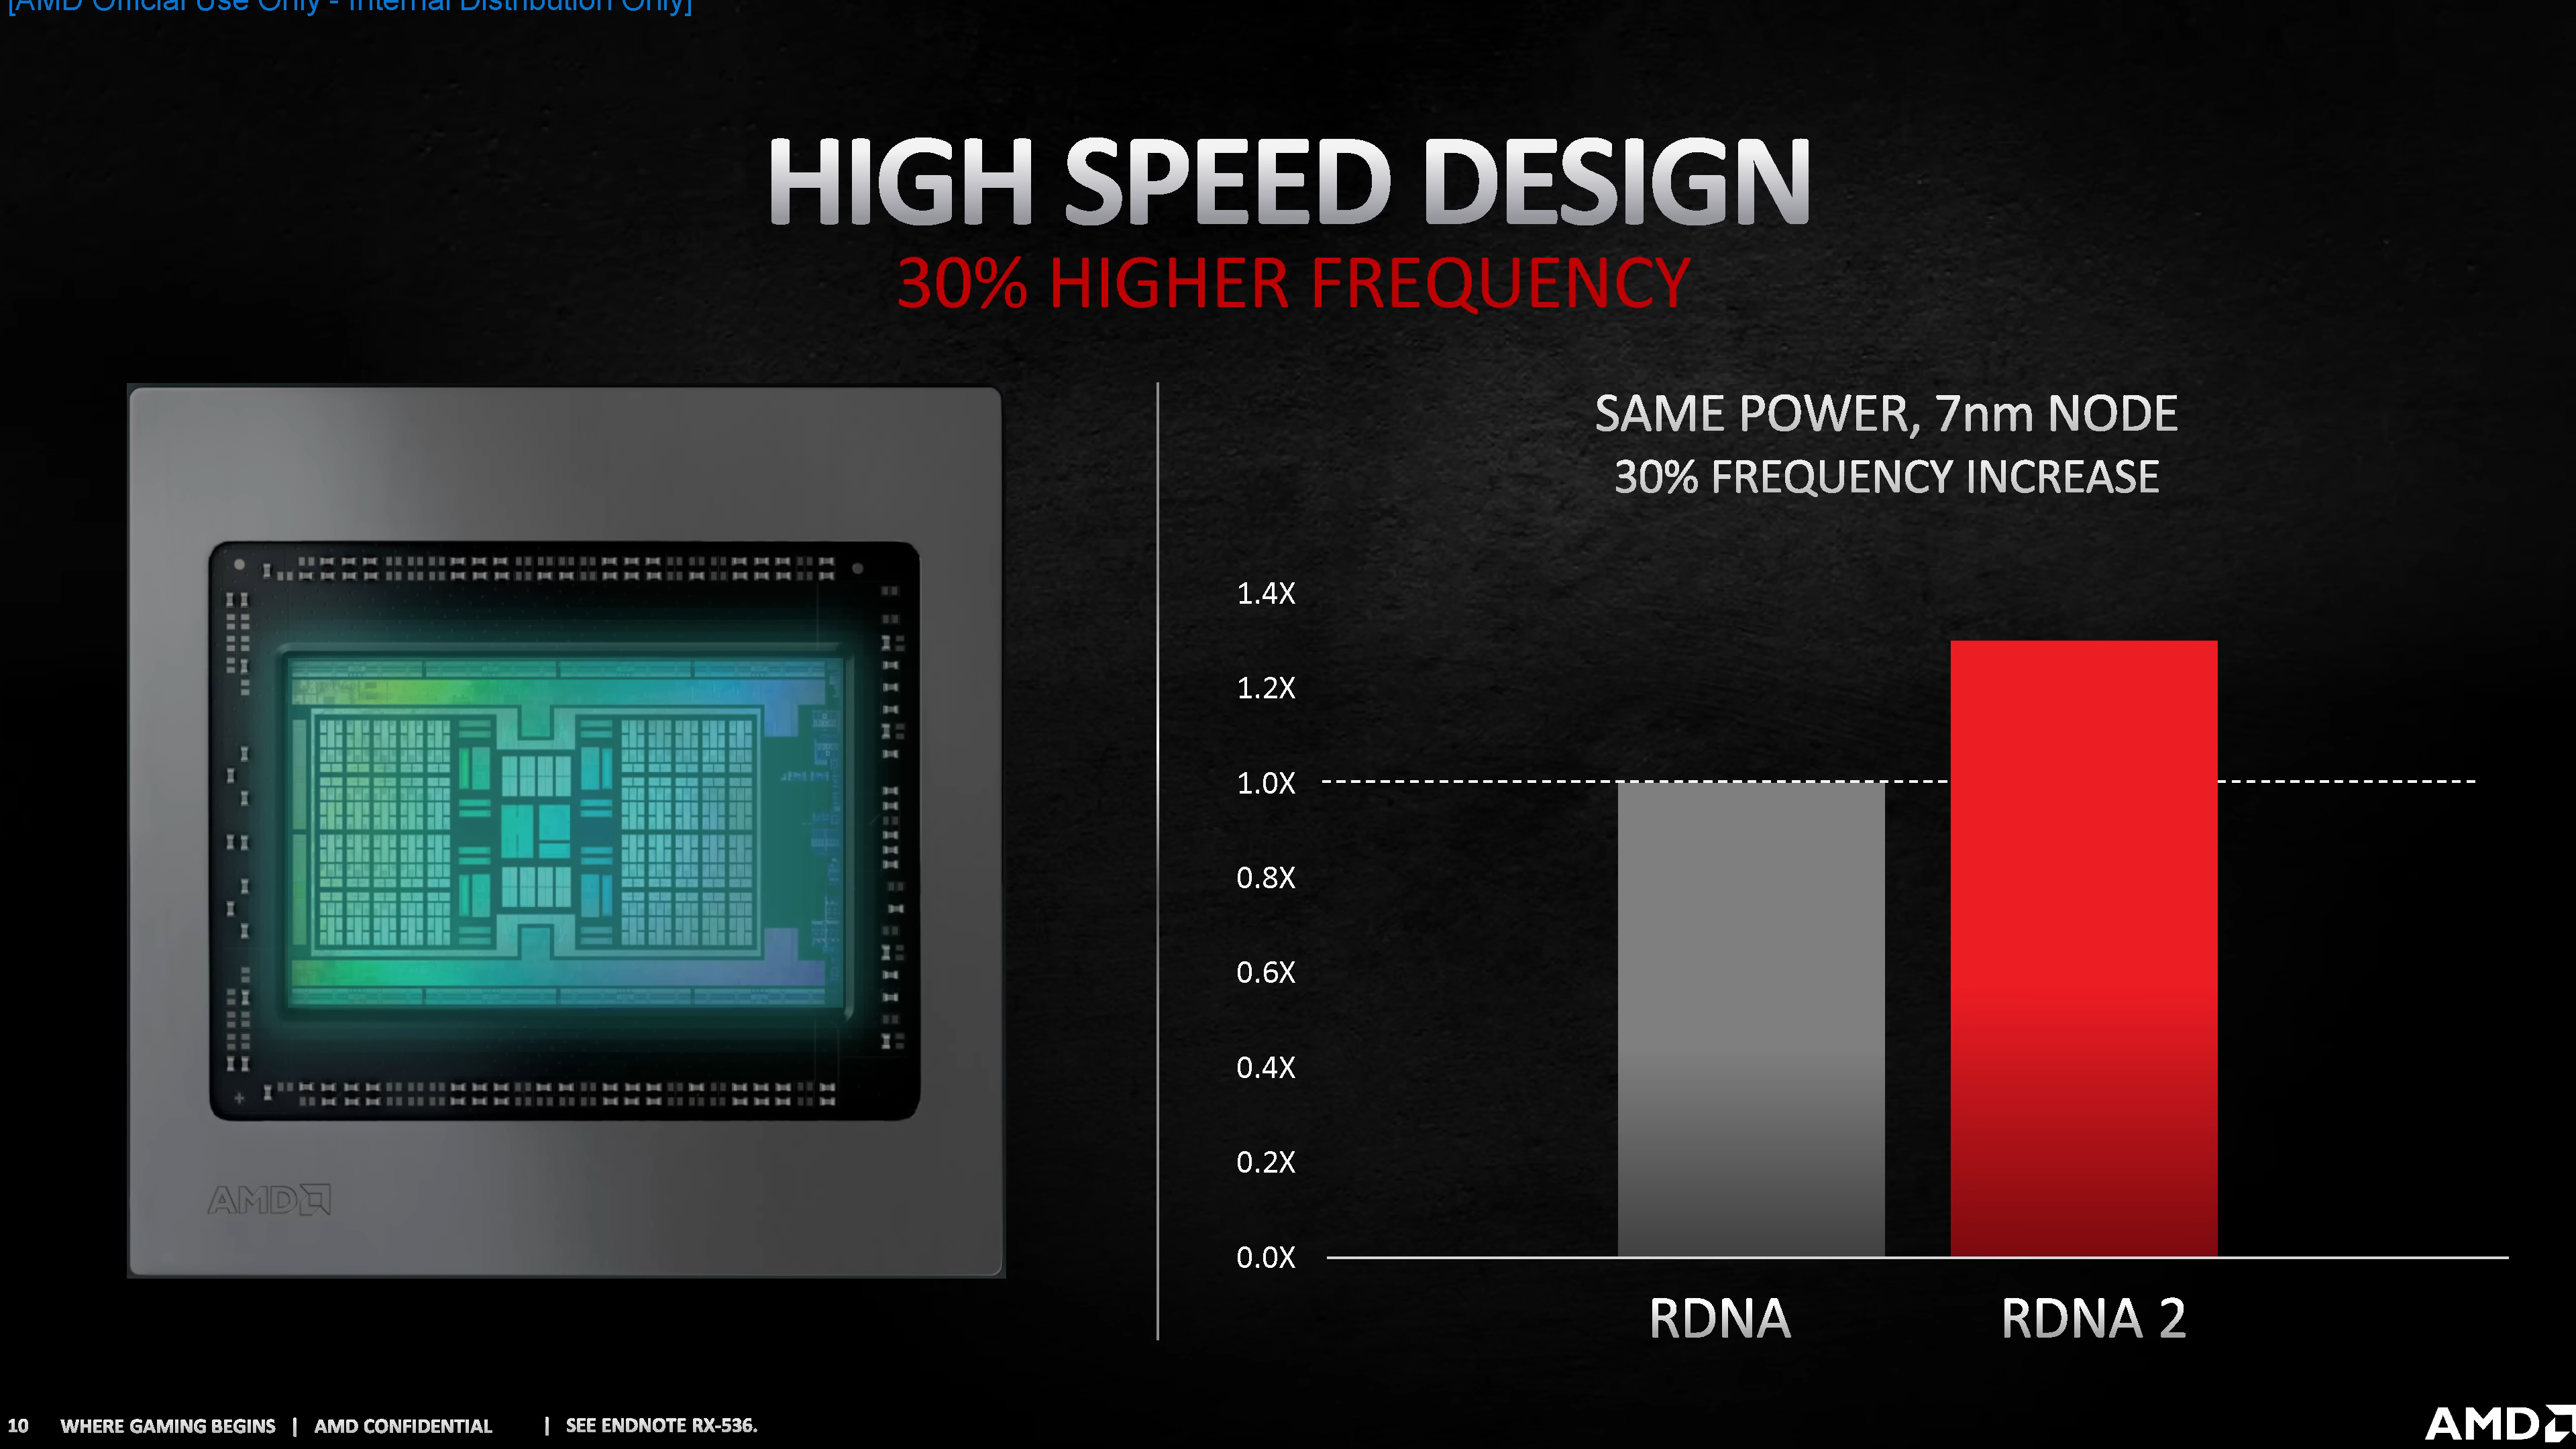 [AMD Official Use Only - Internal Distribution Only]
HIGH SPEED DESIGN
30% HIGHER FREQUENCY
SAME POWER, 7nm NODE
30% FREQUENCY INCREASE
1.4X
1.2X
1.0X
0.8X
0.6X
0.4X
0.2X
0.0X
RDNA
RDNA 2
AMD
10 WHERE GAMING BEGINS | AMD CONFIDENTIAL | SEE ENDNOTE RX-536.
AMD